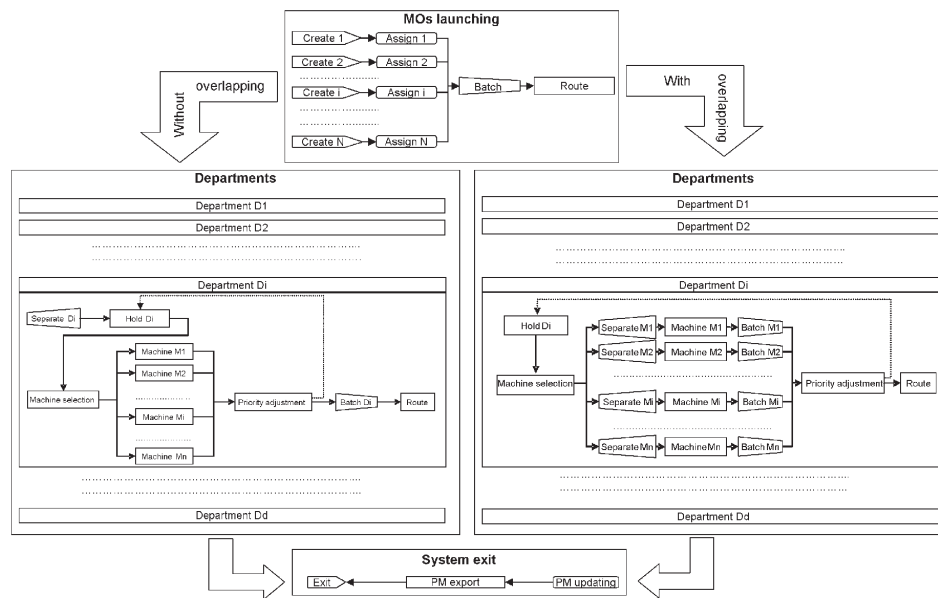 MOs launching
Create 1 Assign 1
Create 2 Assign 2
Create i Assign i
Batch Route
Create N Assign N
Without overlapping
With overlapping
Departments
Department D1
Department D2
Department Di
Separate Di Hold Di
Machine M1
Machine M2
Machine selection Priority adjustment Batch Di Route
Machine Mi
Machine Mn
Department Dd
Departments
Department D1
Department D2
Department Di
Hold Di
Separate M1 Machine M1 Batch M1
Separate M2 Machine M2 Batch M2
Machine selection Priority adjustment Route
Separate Mi Machine Mi Batch Mi
Separate Mn Machine Mn Batch Mn
Department Dd
System exit
Exit PM export PM updating